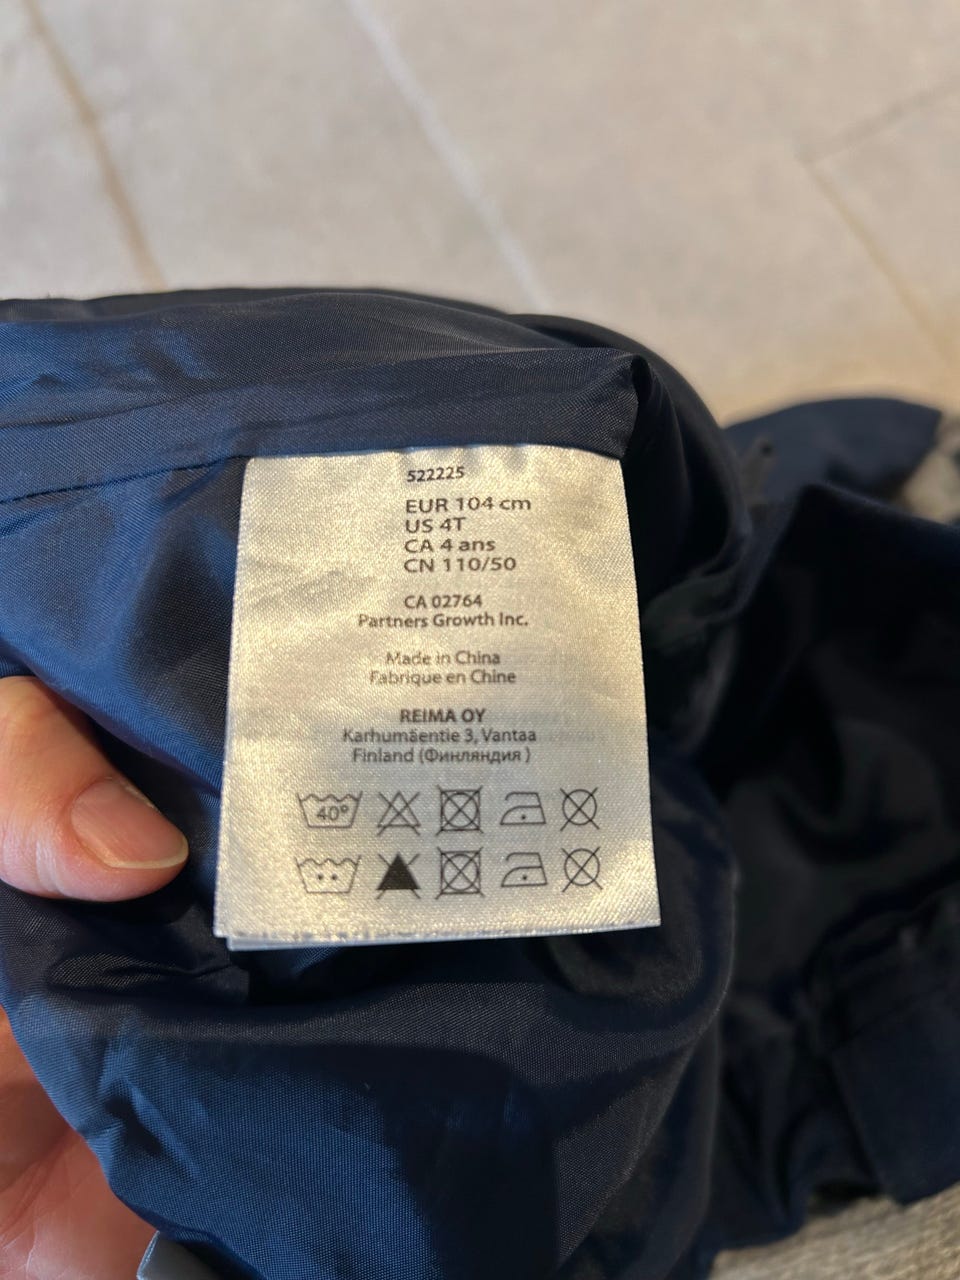 522225
EUR 104 cm
US 4T
CA 4 ans
CN 110/50
CA 02764
Partners Growth Inc.
Made in China
Fabrique en Chine
REIMA OY
Karhumäentie 3, Vantaa
Finland (Финляндия )
40°